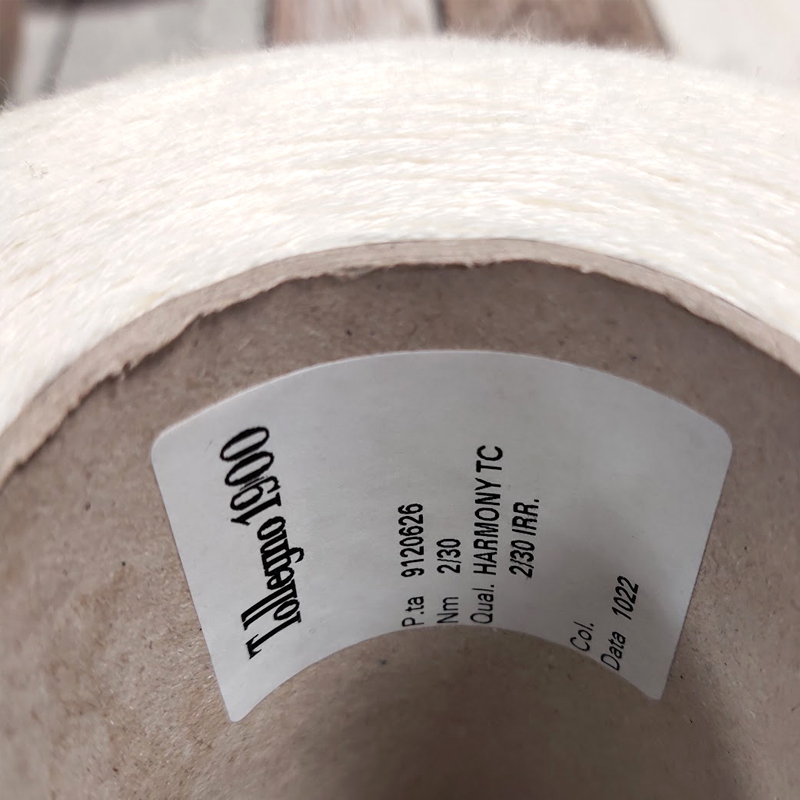 Tollegno 1900
P.ta 9120626
Nm 2/30
Qual. HARMONY TC
2/30 IRR.
Col.
Data 1022